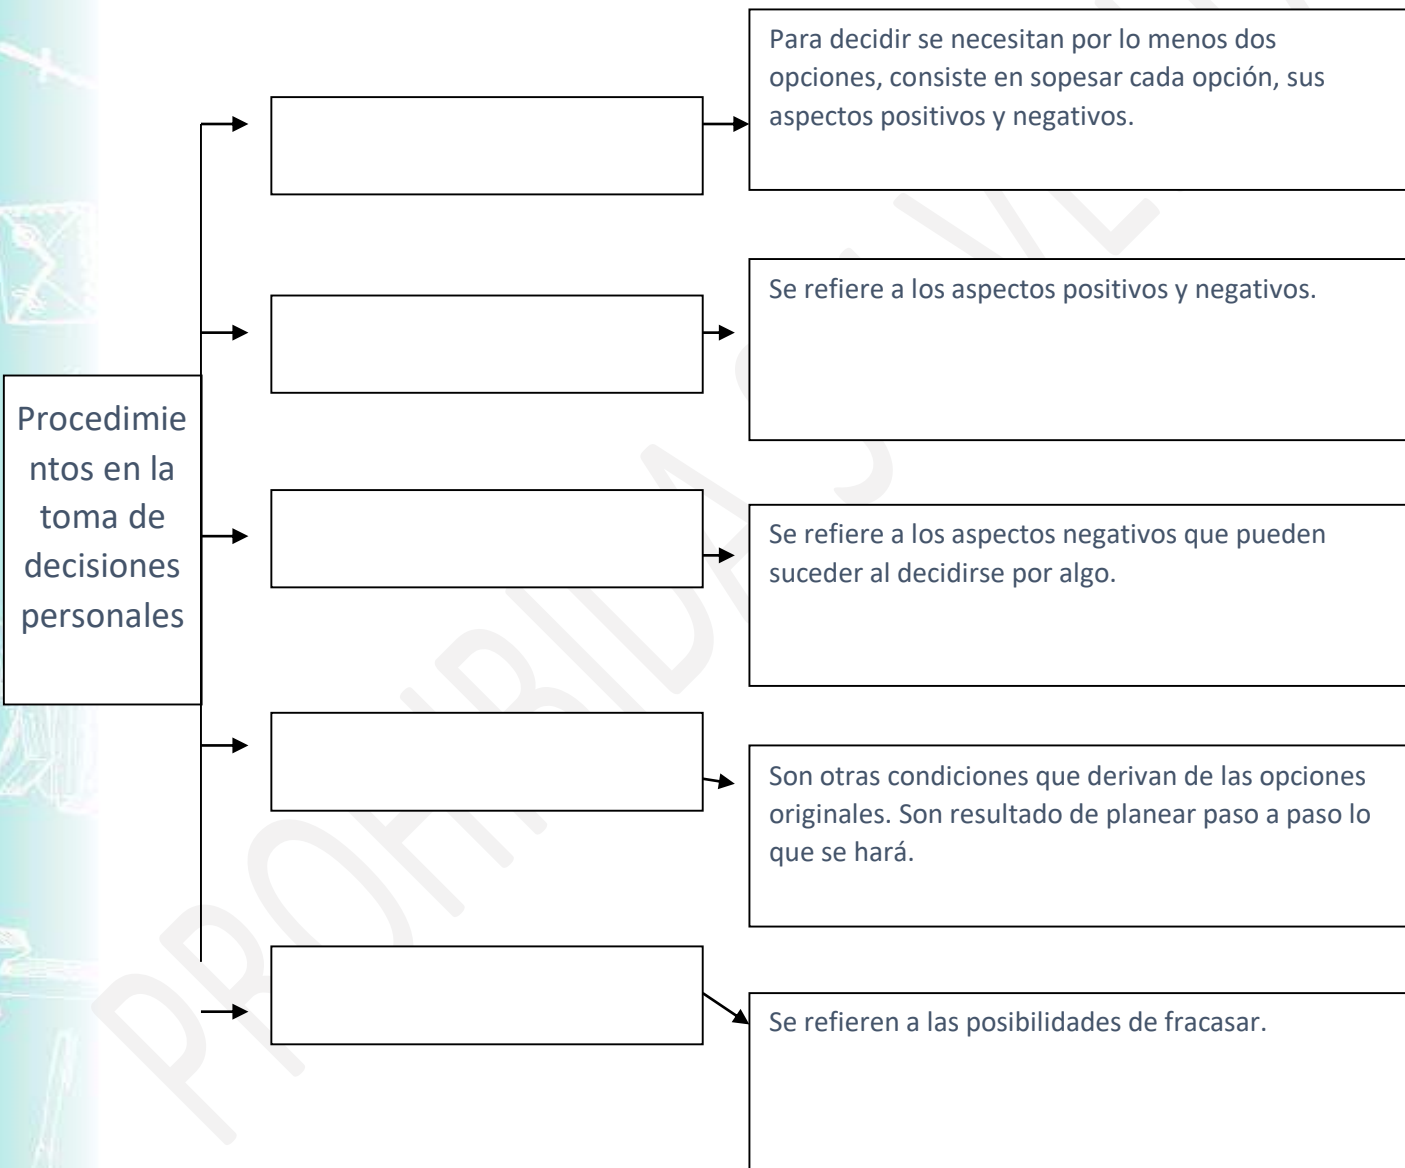 Para decidir se necesitan por lo menos dos
opciones, consiste en sopesar cada opción, sus
aspectos positivos y negativos.
Se refiere a los aspectos positivos y negativos.
Procedimie
ntos en la
toma de
decisiones
personales
Se refiere a los aspectos negativos que pueden
suceder al decidirse por algo.
Son otras condiciones que derivan de las opciones
originales. Son resultado de planear paso a paso lo
que se hará.
Se refieren a las posibilidades de fracasar.
PROHIBIDA SU VE